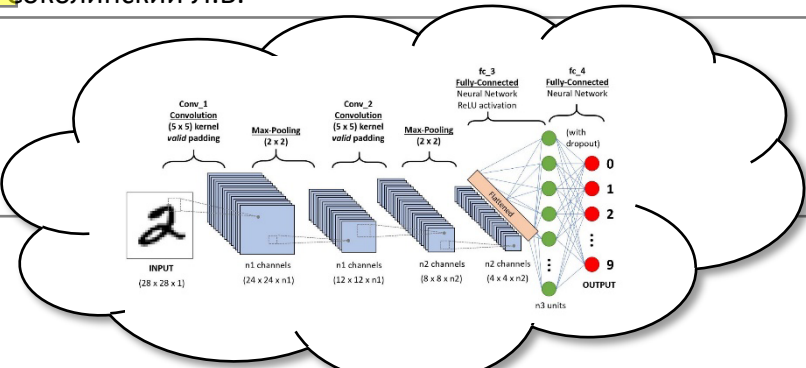 Соколинский Л.Б.
Conv_1
Convolution
(5 x 5) kernel
valid padding
Max-Pooling
(2 x 2)
Conv_2
Convolution
(5 x 5) kernel
valid padding
Max-Pooling
(2 x 2)
fc_3
Fully-Connected
Neural Network
ReLU activation
fc_4
Fully-Connected
Neural Network
(with
dropout)
Flattened
0
1
2
9
OUTPUT
INPUT
(28 x 28 x 1)
n1 channels
(24 x 24 x n1)
n1 channels
(12 x 12 x n1)
n2 channels
(8 x 8 x n2)
n2 channels
(4 x 4 x n2)
n3 units
2